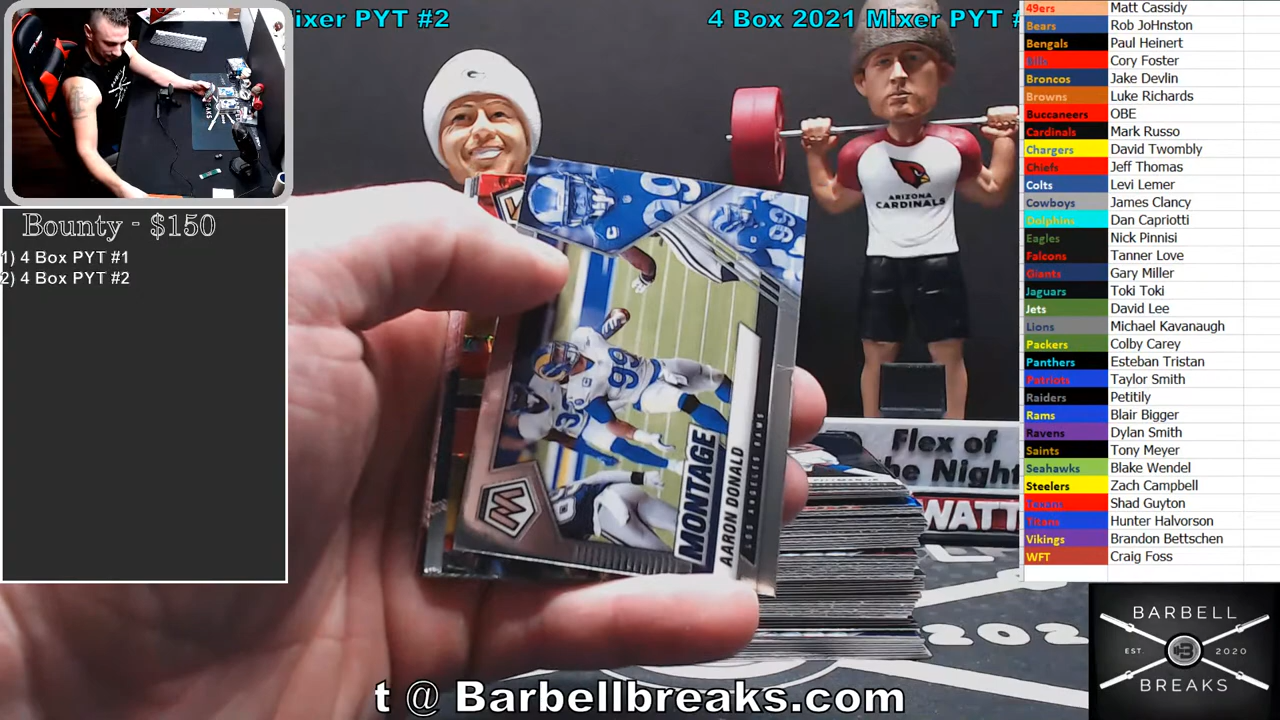 ixer PYT #2
4 Box 2021 Mixer PYT #
Bounty - $150
1) 4 Box PYT #1
2) 4 Box PYT #2
49ers Matt Cassidy
Bears Rob JoHnston
Bengals Paul Heinert
Bills Cory Foster
Broncos Jake Devlin
Browns Luke Richards
Buccaneers OBE
Cardinals Mark Russo
Chargers David Twombly
Chiefs Jeff Thomas
Colts Levi Lemer
Cowboys James Clancy
Dolphins Dan Capriotti
Eagles Nick Pinnisi
Falcons Tanner Love
Giants Gary Miller
Jaguars Toki Toki
Jets David Lee
Lions Michael Kavanaugh
Packers Colby Carey
Panthers Esteban Tristan
Patriots Taylor Smith
Raiders Petitily
Rams Blair Bigger
Ravens Dylan Smith
Saints Tony Meyer
Seahawks Blake Wendel
Steelers Zach Campbell
Texans Shad Guyton
Titans Hunter Halvorson
Vikings Brandon Bettschen
WFT Craig Foss
ARIZONA
CARDINALS
99
99
99
MONTAGE
AARON DONALD
LOS ANGELES RAMS
Flex of
the Night
WATT
202
BARBELL
EST. 2020
BREAKS
t @ Barbellbreaks.com